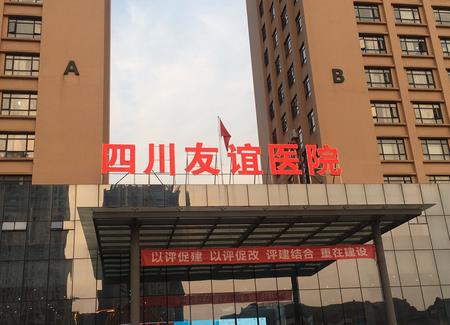 A
B
四川友谊医院
以评促建 以评促改 评建结合 重在建设